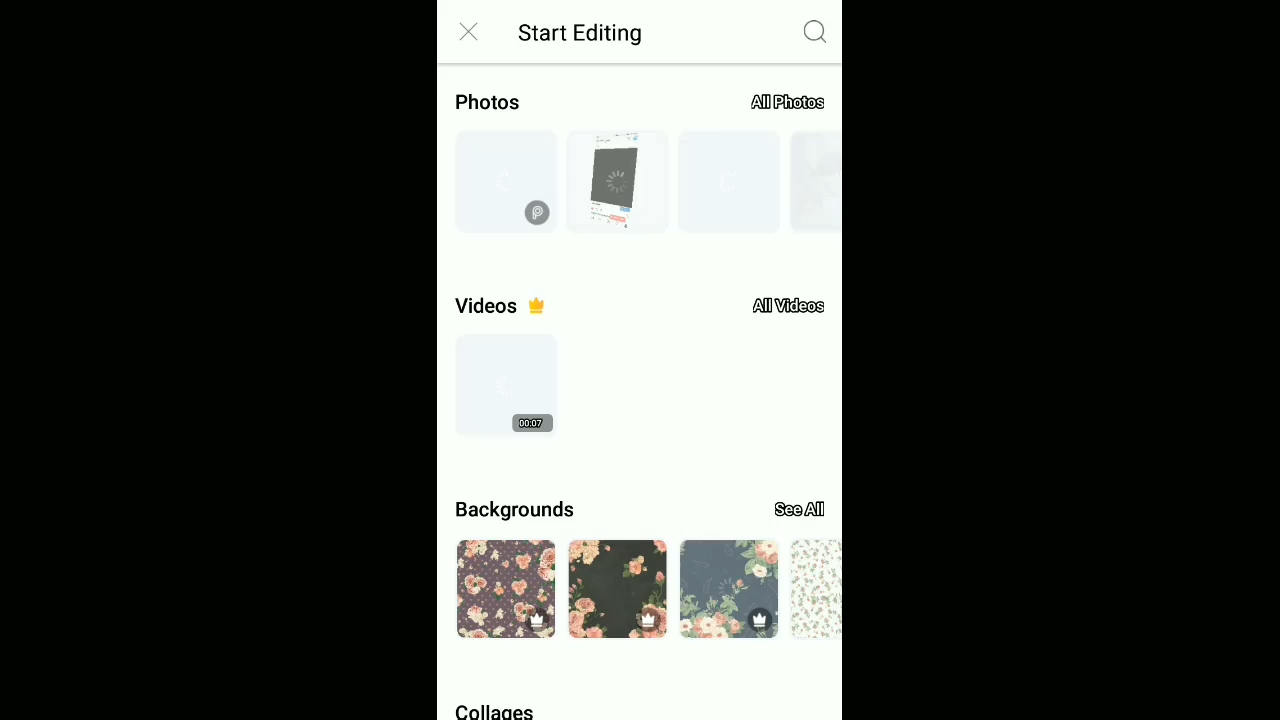 Start Editing
Photos
All Photos
Videos
All Videos
00:07
Backgrounds
See All
Collages